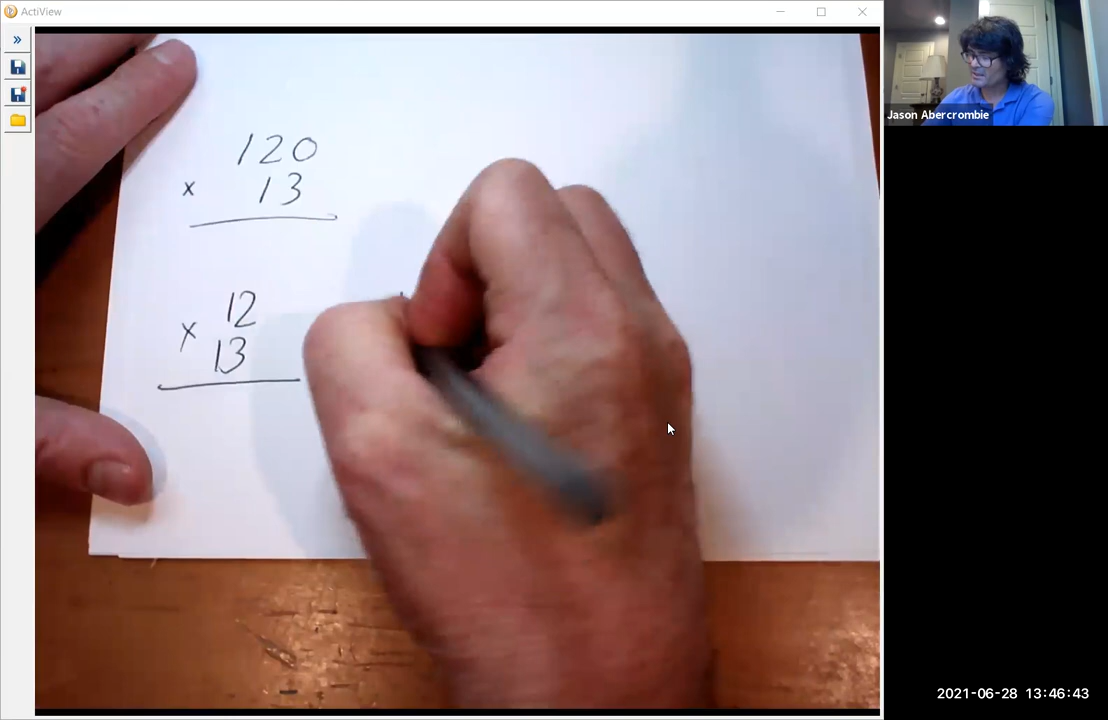 ActiView
»
120
x 13
12
x 13
Jason Abercrombie
2021-06-28 13:46:43